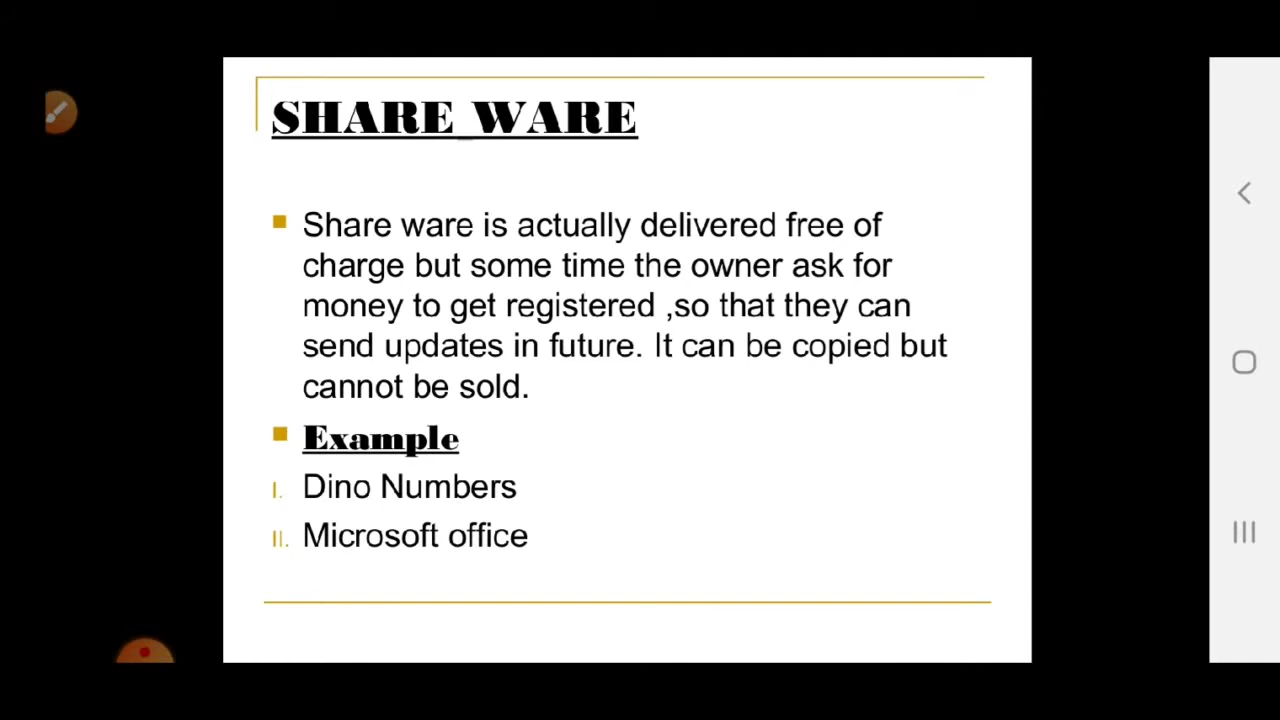 SHARE WARE
Share ware is actually delivered free of
charge but some time the owner ask for
money to get registered ,so that they can
send updates in future. It can be copied but
cannot be sold.
Example
I. Dino Numbers
II. Microsoft office